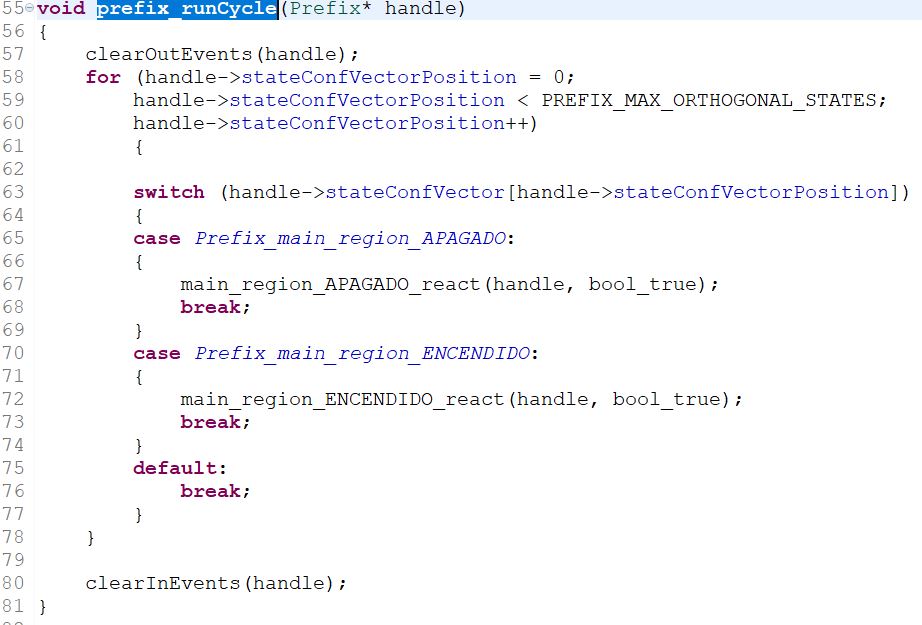 55 void prefix_runCycle(Prefix* handle)
56 {
57     clearOutEvents(handle);
58     for (handle->stateConfVectorPosition = 0;
59         handle->stateConfVectorPosition < PREFIX_MAX_ORTHOGONAL_STATES;
60         handle->stateConfVectorPosition++)
61         {
62
63         switch (handle->stateConfVector[handle->stateConfVectorPosition])
64         {
65         case Prefix_main_region_APAGADO:
66         {
67             main_region_APAGADO_react(handle, bool_true);
68             break;
69         }
70         case Prefix_main_region_ENCENDIDO:
71         {
72             main_region_ENCENDIDO_react(handle, bool_true);
73             break;
74         }
75         default:
76             break;
77         }
78     }
79
80     clearInEvents(handle);
81 }